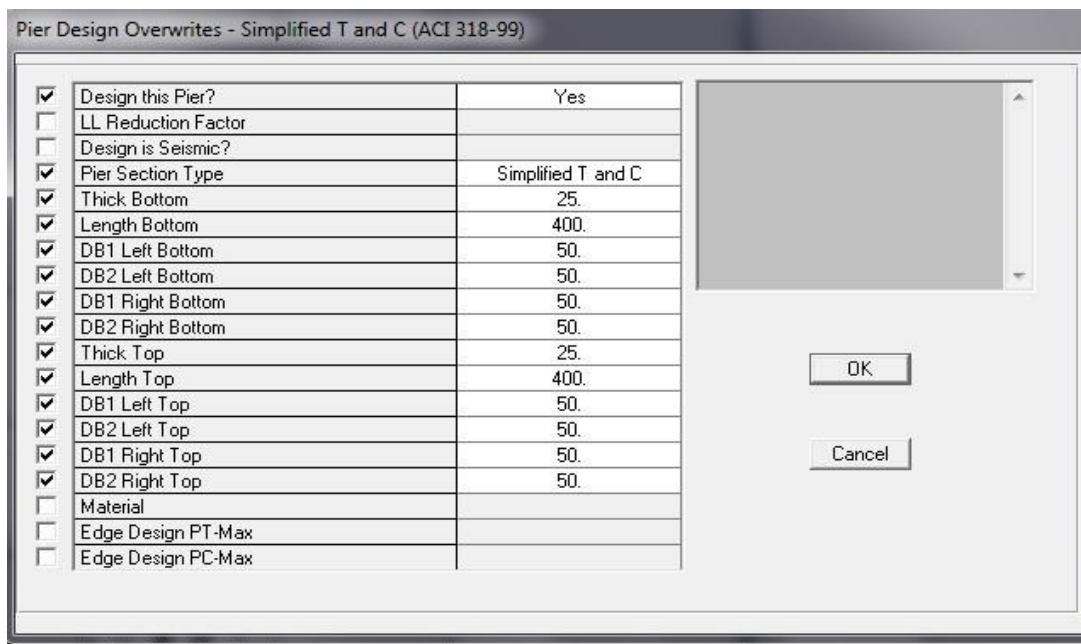 Pier Design Overwrites - Simplified T and C (ACI 318-99)
Design this Pier? Yes
LL Reduction Factor
Design is Seismic?
Pier Section Type Simplified T and C
Thick Bottom 25.
Length Bottom 400.
DB1 Left Bottom 50.
DB2 Left Bottom 50.
DB1 Right Bottom 50.
DB2 Right Bottom 50.
Thick Top 25.
Length Top 400.
DB1 Left Top 50.
DB2 Left Top 50.
DB1 Right Top 50.
DB2 Right Top 50.
Material
Edge Design PT-Max
Edge Design PC-Max
OK
Cancel